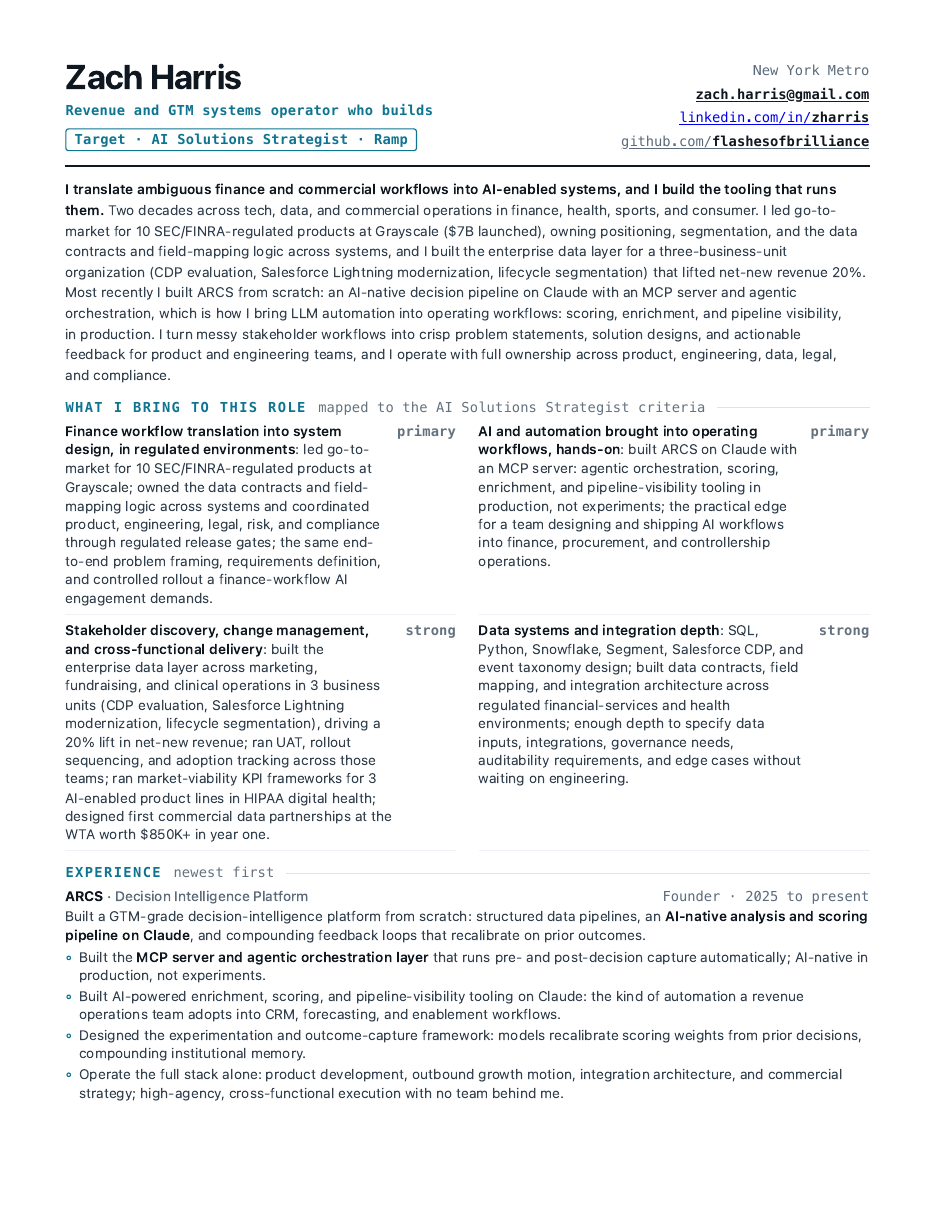 Zach Harris
Revenue and GTM systems operator who builds
Target · AI Solutions Strategist · Ramp
New York Metro
zach.harris@gmail.com
linkedin.com/in/zharris
github.com/flashesofbrilliance
I translate ambiguous finance and commercial workflows into AI-enabled systems, and I build the tooling that runs
them. Two decades across tech, data, and commercial operations in finance, health, sports, and consumer. I led go-to-
market for 10 SEC/FINRA-regulated products at Grayscale ($7B launched), owning positioning, segmentation, and the data
contracts and field-mapping logic across systems, and I built the enterprise data layer for a three-business-unit
organization (CDP evaluation, Salesforce Lightning modernization, lifecycle segmentation) that lifted net-new revenue 20%.
Most recently I built ARCS from scratch: an AI-native decision pipeline on Claude with an MCP server and agentic
orchestration, which is how I bring LLM automation into operating workflows: scoring, enrichment, and pipeline visibility,
in production. I turn messy stakeholder workflows into crisp problem statements, solution designs, and actionable
feedback for product and engineering teams, and I operate with full ownership across product, engineering, data, legal,
and compliance.
WHAT I BRING TO THIS ROLE mapped to the AI Solutions Strategist criteria
Finance workflow translation into system primary
design, in regulated environments: led go-to-
market for 10 SEC/FINRA-regulated products at
Grayscale; owned the data contracts and field-
mapping logic across systems and coordinated
product, engineering, legal, risk, and compliance
through regulated release gates; the same end-
to-end problem framing, requirements definition,
and controlled rollout a finance-workflow AI
engagement demands.
AI and automation brought into operating primary
workflows, hands-on: built ARCS on Claude with
an MCP server: agentic orchestration, scoring,
enrichment, and pipeline-visibility tooling in
production, not experiments; the practical edge
for a team designing and shipping AI workflows
into finance, procurement, and controllership
operations.
Stakeholder discovery, change management, strong
and cross-functional delivery: built the
enterprise data layer across marketing,
fundraising, and clinical operations in 3 business
units (CDP evaluation, Salesforce Lightning
modernization, lifecycle segmentation), driving a
20% lift in net-new revenue; ran UAT, rollout
sequencing, and adoption tracking across those
teams; ran market-viability KPI frameworks for 3
AI-enabled product lines in HIPAA digital health;
designed first commercial data partnerships at the
WTA worth $850K+ in year one.
Data systems and integration depth: SQL, strong
Python, Snowflake, Segment, Salesforce CDP, and
event taxonomy design; built data contracts, field
mapping, and integration architecture across
regulated financial-services and health
environments; enough depth to specify data
inputs, integrations, governance needs,
auditability requirements, and edge cases without
waiting on engineering.
EXPERIENCE newest first
ARCS · Decision Intelligence Platform Founder · 2025 to present
Built a GTM-grade decision-intelligence platform from scratch: structured data pipelines, an AI-native analysis and scoring
pipeline on Claude, and compounding feedback loops that recalibrate on prior outcomes.
Built the MCP server and agentic orchestration layer that runs pre- and post-decision capture automatically; AI-native in
production, not experiments.
Built AI-powered enrichment, scoring, and pipeline-visibility tooling on Claude: the kind of automation a revenue
operations team adopts into CRM, forecasting, and enablement workflows.
Designed the experimentation and outcome-capture framework: models recalibrate scoring weights from prior decisions,
compounding institutional memory.
Operate the full stack alone: product development, outbound growth motion, integration architecture, and commercial
strategy; high-agency, cross-functional execution with no team behind me.